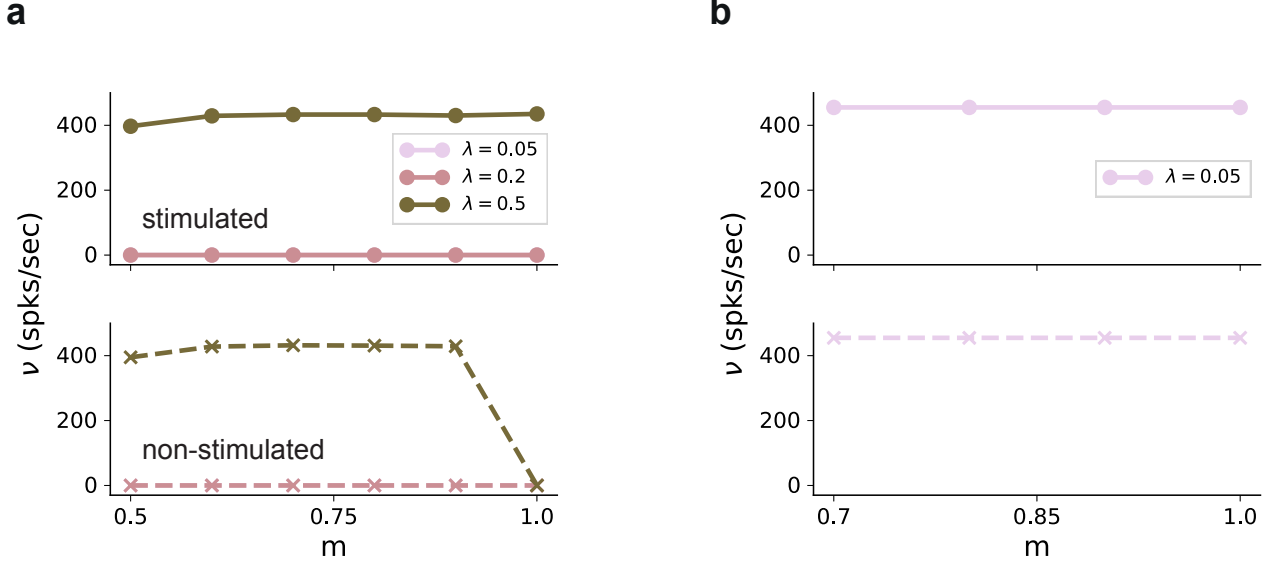 a
400
200
0
stimulated
λ = 0.05
λ = 0.2
λ = 0.5
ν (spks/sec)
400
200
0
non-stimulated
0.5
0.75
1.0
m
b
400
200
0
λ = 0.05
ν (spks/sec)
400
200
0
0.7
0.85
1.0
m